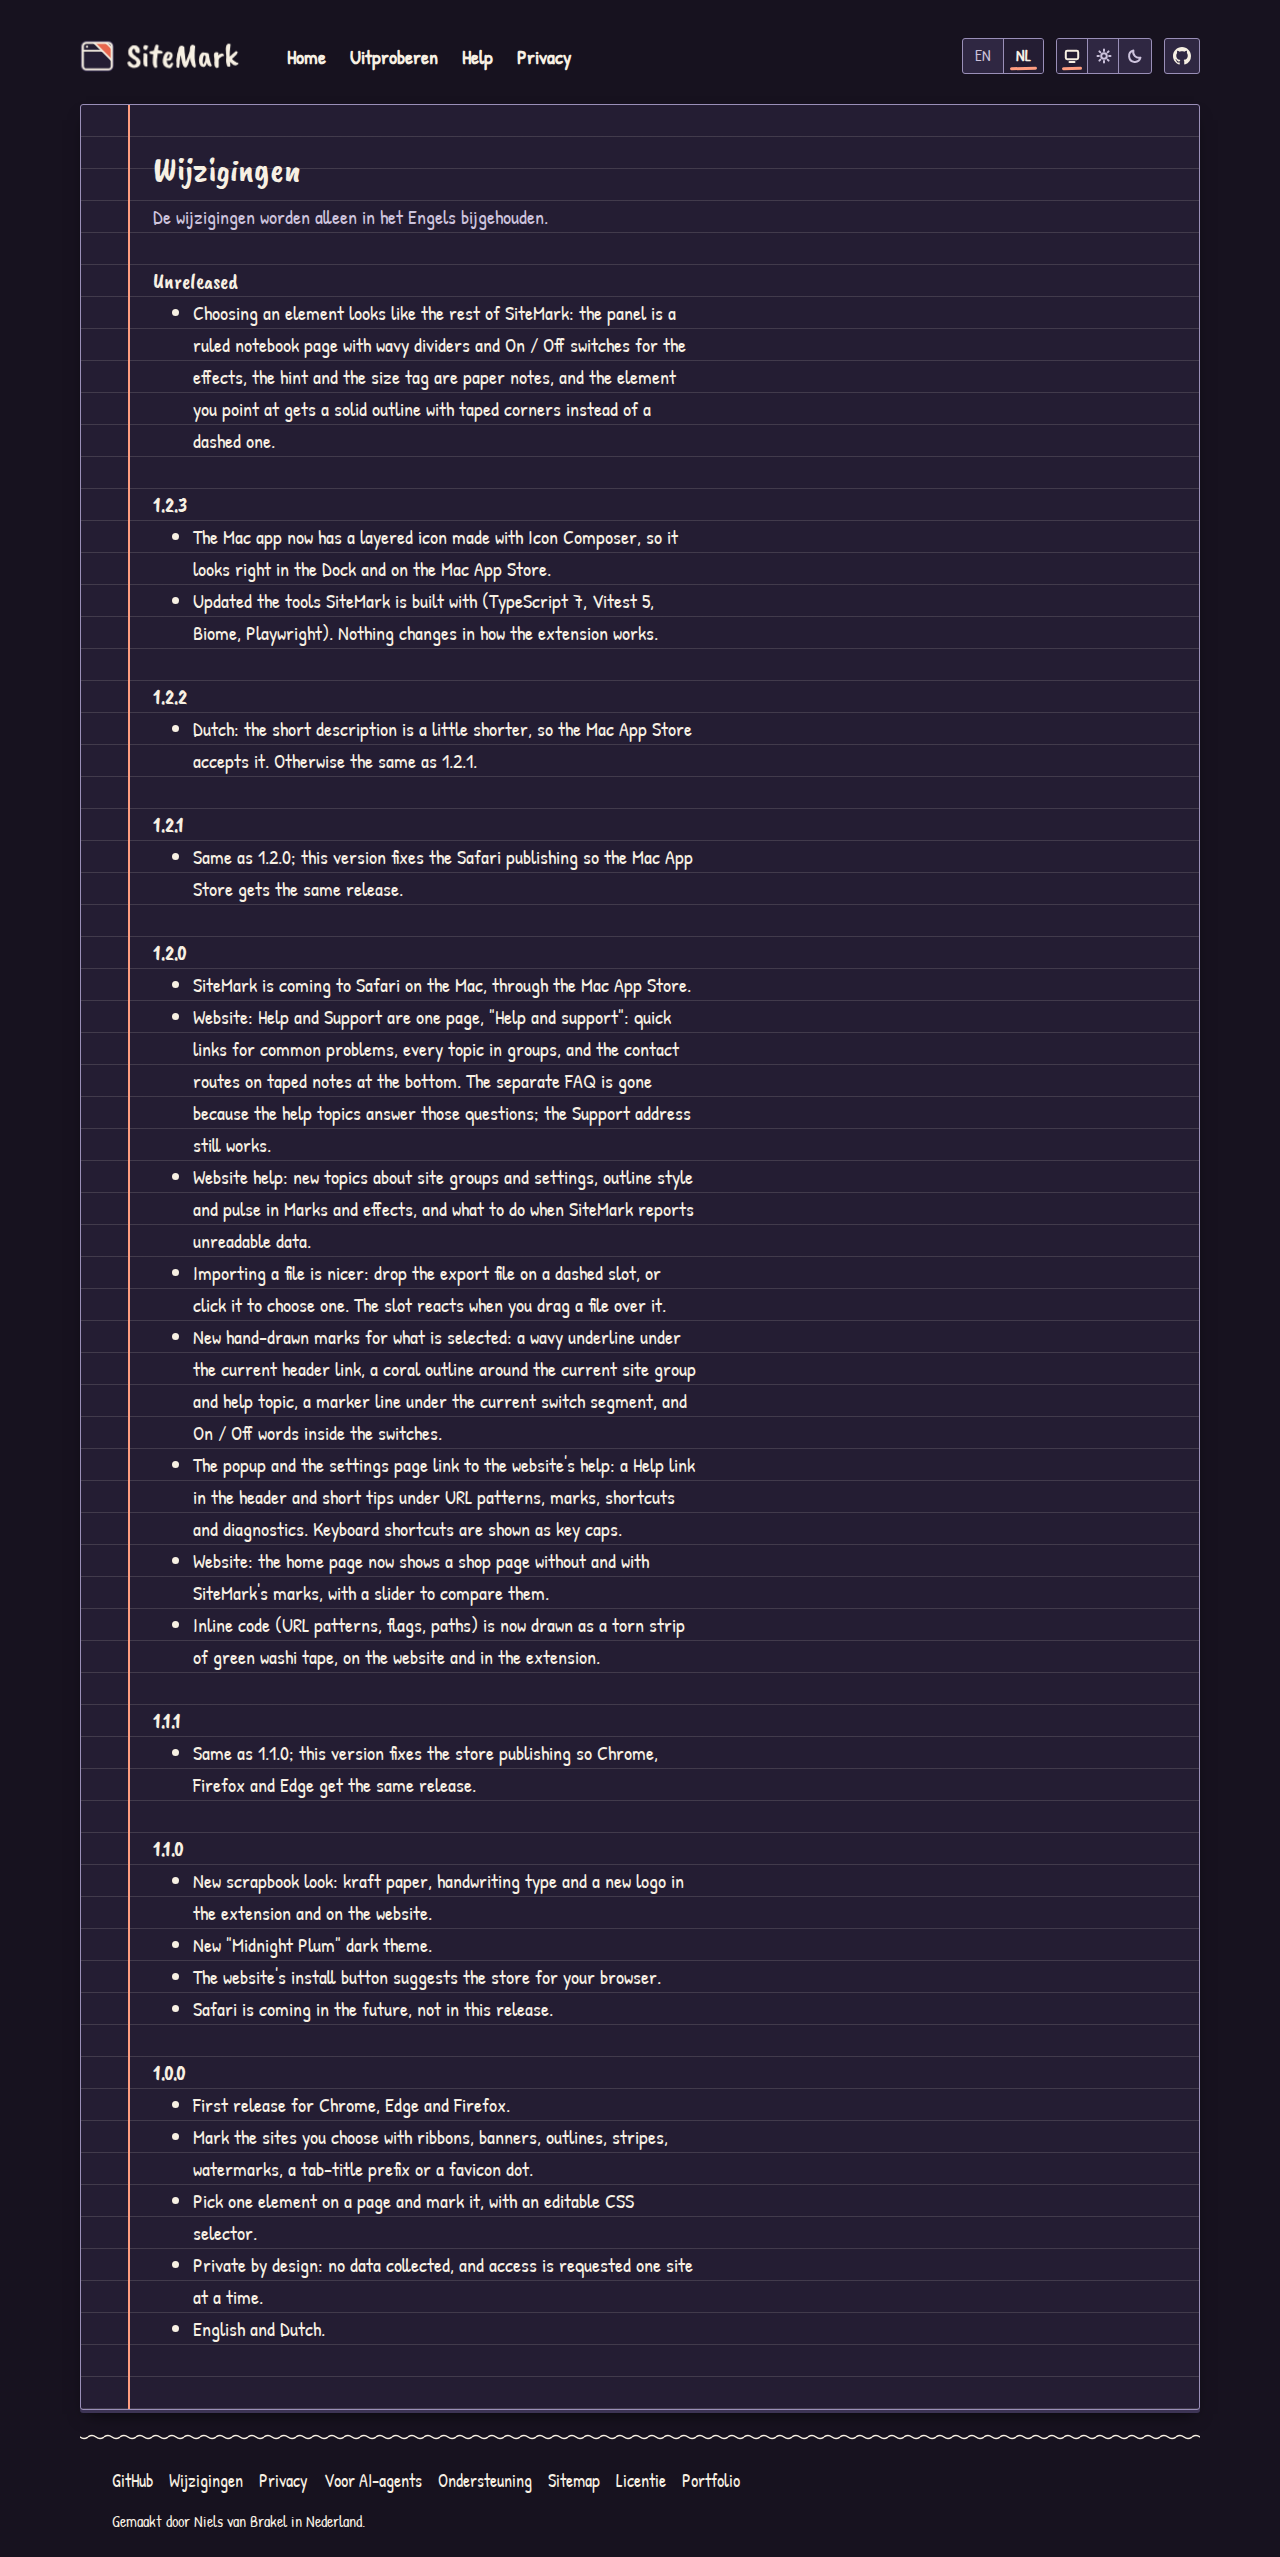 SiteMark Home Uitproberen Help Privacy EN NL
Wijzigingen
De wijzigingen worden alleen in het Engels bijgehouden.
Unreleased
• Choosing an element looks like the rest of SiteMark: the panel is a
ruled notebook page with wavy dividers and On / Off switches for the
effects, the hint and the size tag are paper notes, and the element
you point at gets a solid outline with taped corners instead of a
dashed one.
1.2.3
• The Mac app now has a layered icon made with Icon Composer, so it
looks right in the Dock and on the Mac App Store.
• Updated the tools SiteMark is built with (TypeScript 7, Vitest 5,
Biome, Playwright). Nothing changes in how the extension works.
1.2.2
• Dutch: the short description is a little shorter, so the Mac App Store
accepts it. Otherwise the same as 1.2.1.
1.2.1
• Same as 1.2.0; this version fixes the Safari publishing so the Mac App
Store gets the same release.
1.2.0
• SiteMark is coming to Safari on the Mac, through the Mac App Store.
• Website: Help and Support are one page, "Help and support": quick
links for common problems, every topic in groups, and the contact
routes on taped notes at the bottom. The separate FAQ is gone
because the help topics answer those questions; the Support address
still works.
• Website help: new topics about site groups and settings, outline style
and pulse in Marks and effects, and what to do when SiteMark reports
unreadable data.
• Importing a file is nicer: drop the export file on a dashed slot, or
click it to choose one. The slot reacts when you drag a file over it.
• New hand-drawn marks for what is selected: a wavy underline under
the current header link, a coral outline around the current site group
and help topic, a marker line under the current switch segment, and
On / Off words inside the switches.
• The popup and the settings page link to the website's help: a Help link
in the header and short tips under URL patterns, marks, shortcuts
and diagnostics. Keyboard shortcuts are shown as key caps.
• Website: the home page now shows a shop page without and with
SiteMark's marks, with a slider to compare them.
• Inline code (URL patterns, flags, paths) is now drawn as a torn strip
of green washi tape, on the website and in the extension.
1.1.1
• Same as 1.1.0; this version fixes the store publishing so Chrome,
Firefox and Edge get the same release.
1.1.0
• New scrapbook look: kraft paper, handwriting type and a new logo in
the extension and on the website.
• New "Midnight Plum" dark theme.
• The website's install button suggests the store for your browser.
• Safari is coming in the future, not in this release.
1.0.0
• First release for Chrome, Edge and Firefox.
• Mark the sites you choose with ribbons, banners, outlines, stripes,
watermarks, a tab-title prefix or a favicon dot.
• Pick one element on a page and mark it, with an editable CSS
selector.
• Private by design: no data collected, and access is requested one site
at a time.
• English and Dutch.
GitHub Wijzigingen Privacy Voor AI-agents Ondersteuning Sitemap Licentie Portfolio
Gemaakt door Niels van Brakel in Nederland.